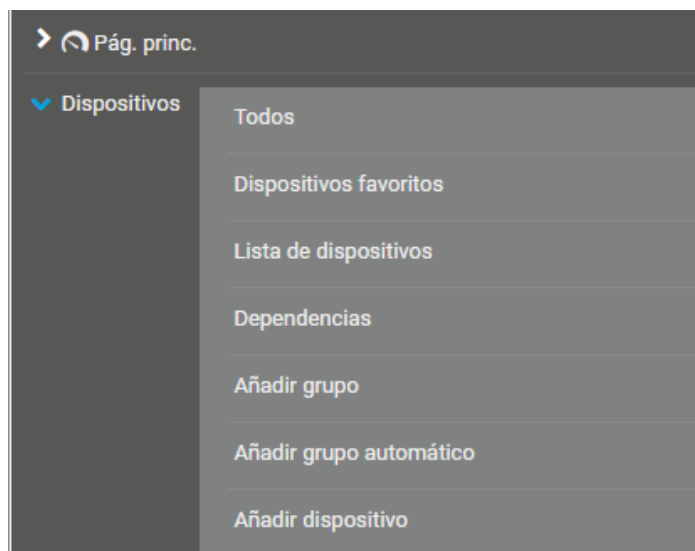 Pág. princ.
Dispositivos
Todos
Dispositivos favoritos
Lista de dispositivos
Dependencias
Añadir grupo
Añadir grupo automático
Añadir dispositivo